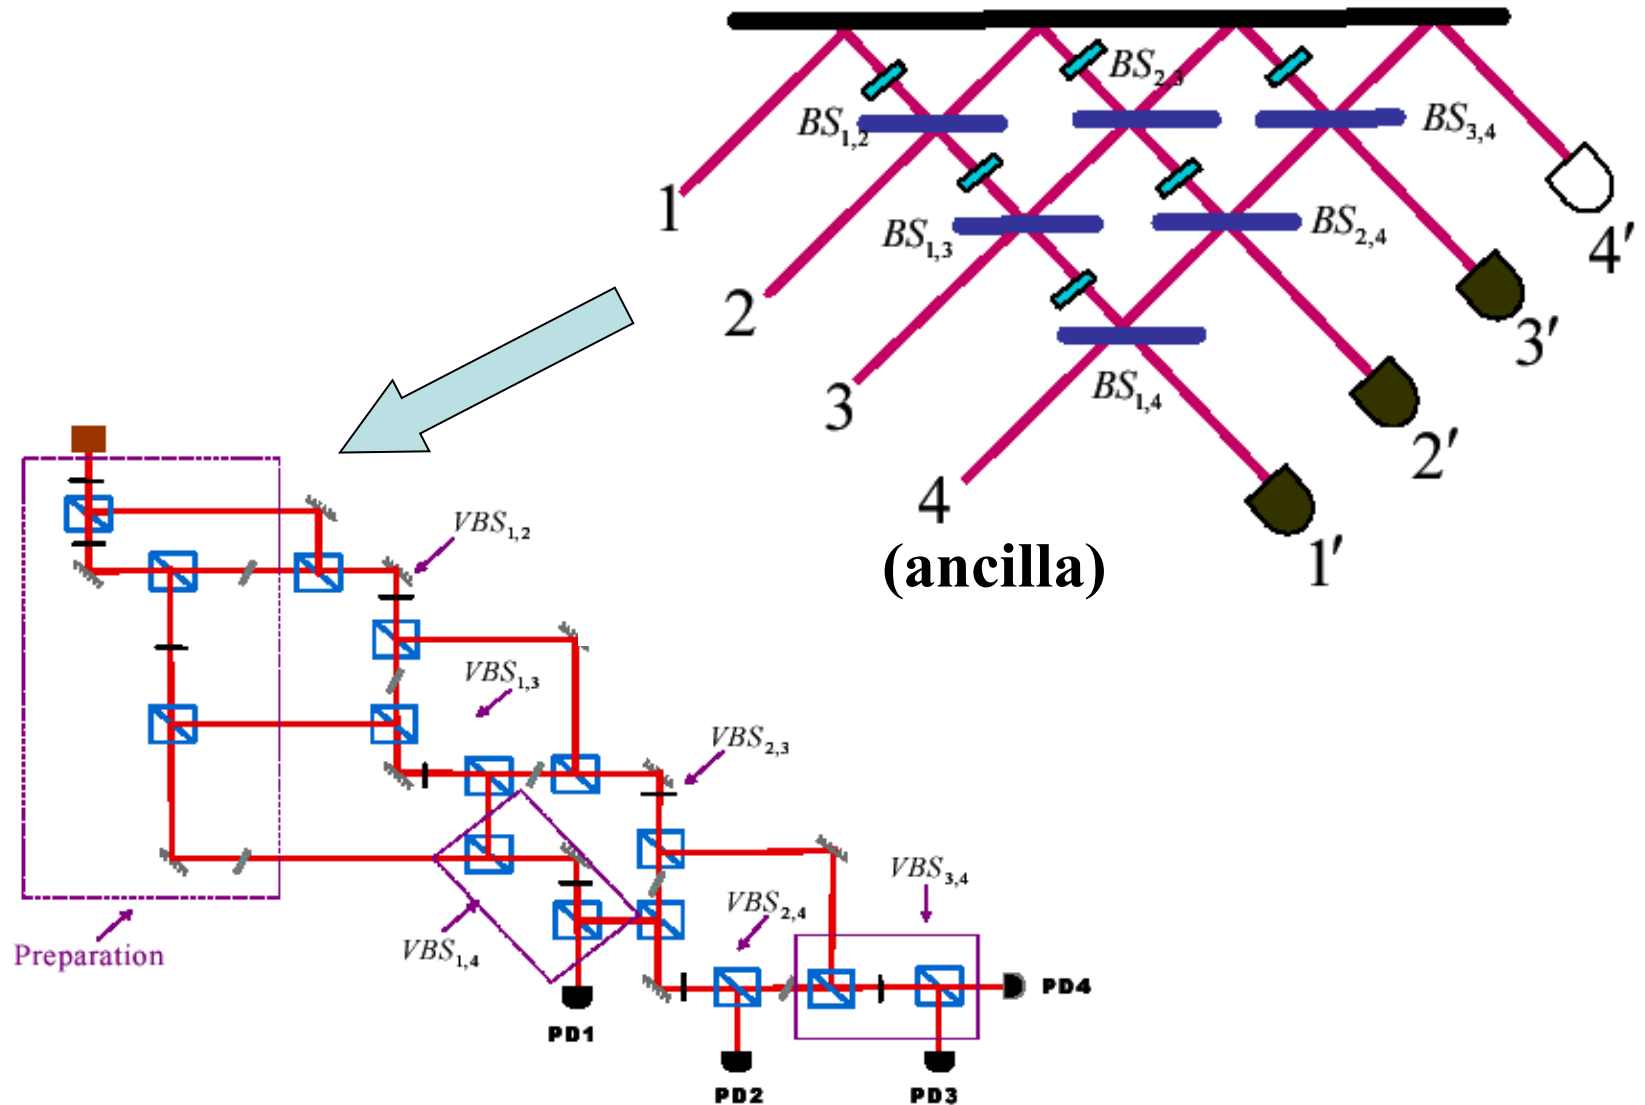 BS2,3
BS1,2
BS3,4
1
BS1,3
BS2,4
4′
2
3′
3
BS1,4
2′
4
1′
(ancilla)
VBS1,2
VBS1,3
VBS2,3
VBS3,4
VBS2,4
VBS1,4
Preparation
PD4
PD1
PD2
PD3